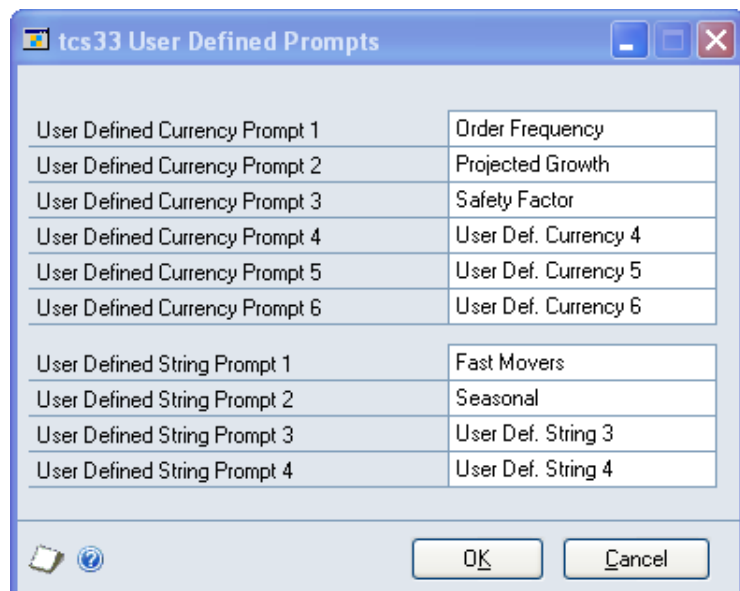 tcs33 User Defined Prompts
User Defined Currency Prompt 1 Order Frequency
User Defined Currency Prompt 2 Projected Growth
User Defined Currency Prompt 3 Safety Factor
User Defined Currency Prompt 4 User Def. Currency 4
User Defined Currency Prompt 5 User Def. Currency 5
User Defined Currency Prompt 6 User Def. Currency 6
User Defined String Prompt 1 Fast Movers
User Defined String Prompt 2 Seasonal
User Defined String Prompt 3 User Def. String 3
User Defined String Prompt 4 User Def. String 4
OK Cancel